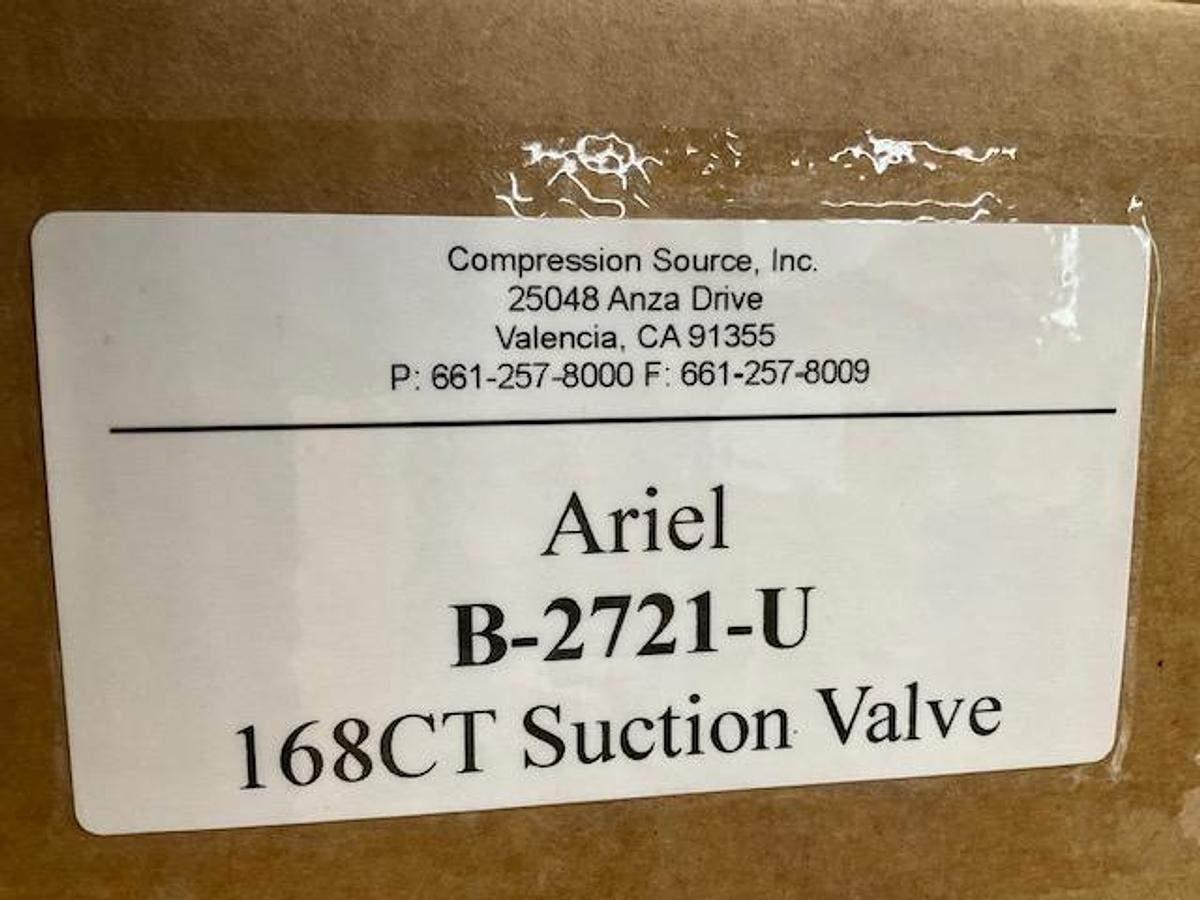 Compression Source, Inc.
25048 Anza Drive
Valencia, CA 91355
P: 661-257-8000 F: 661-257-8009
Ariel
B-2721-U
168CT Suction Valve